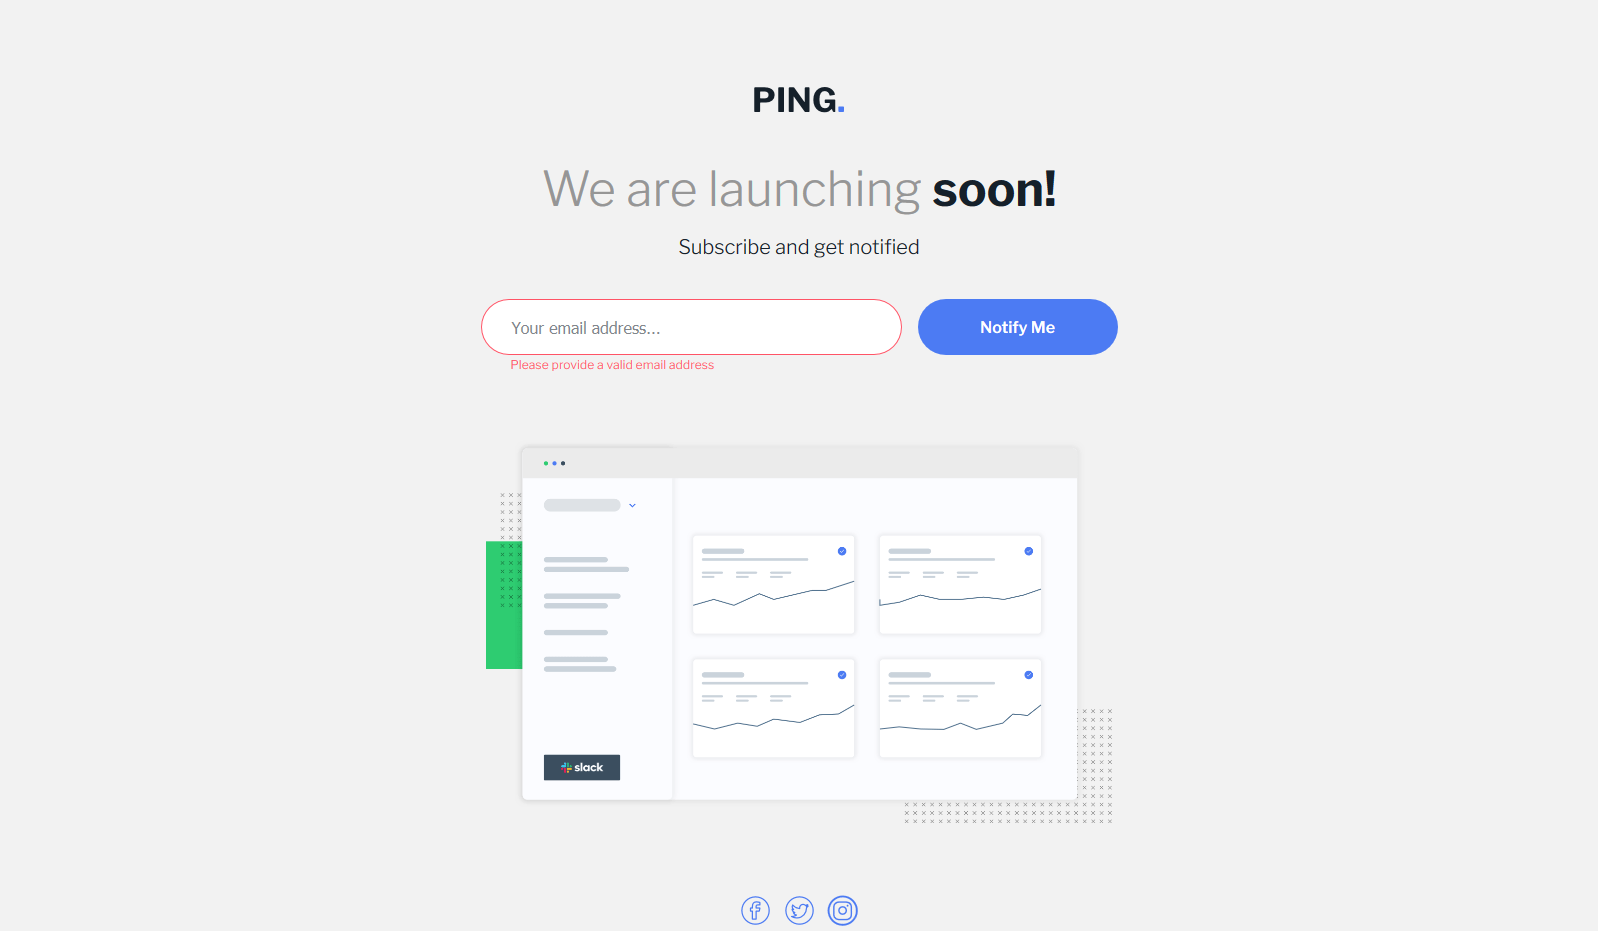 PING.
We are launching soon!
Subscribe and get notified
Your email address...
Notify Me
Please provide a valid email address
slack